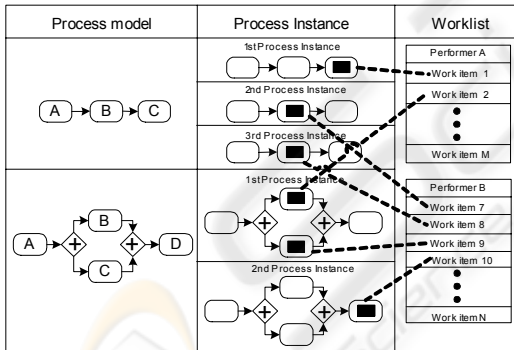 Process model
Process Instance
Worklist
A
B
C
1st Process Instance
2nd Process Instance
3rd Process Instance
Performer A
Work item 1
Work item 2
Work item M
A
B
C
D
1st Process Instance
2nd Process Instance
Performer B
Work item 7
Work item 8
Work item 9
Work item 10
Work item N